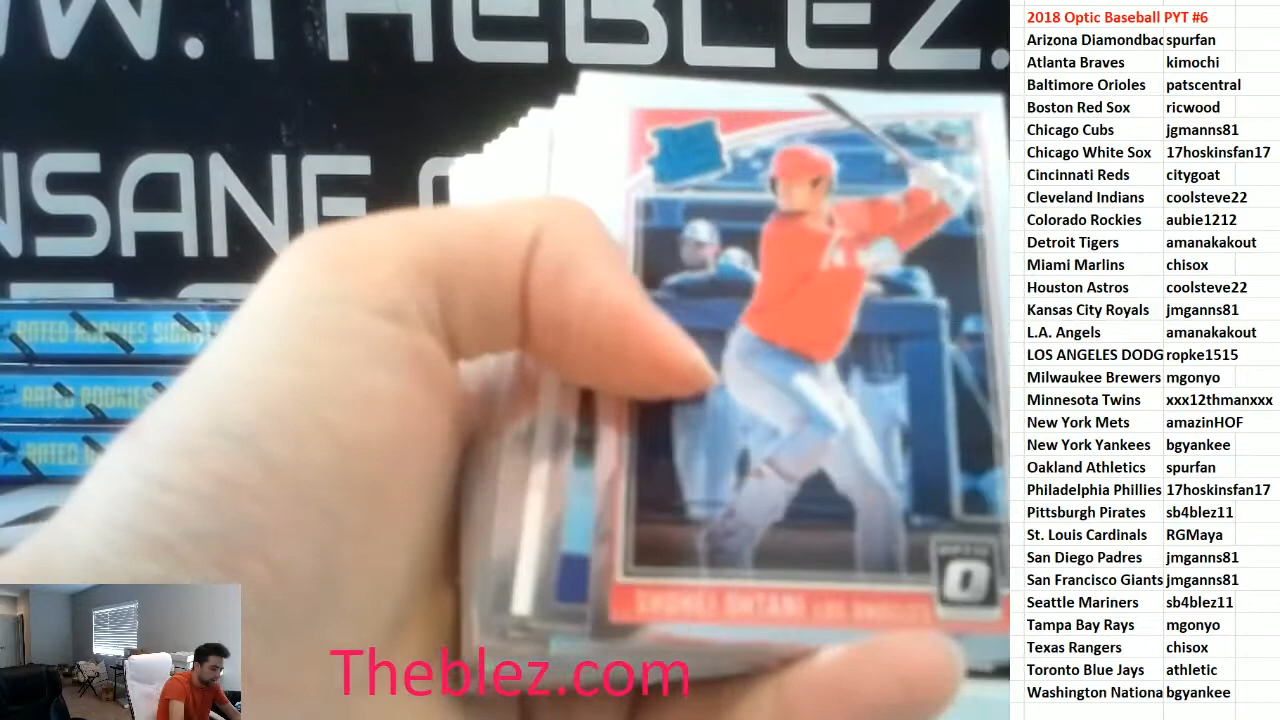 WWW.THEBLEZ.
NSANE
RATED ROOKIES SIGNAT
RATED ROOKIES
RATED
SHOHEI OHTANI LOS ANGELES
OPTIC
Theblez.com
2018 Optic Baseball PYT #6
Arizona Diamondbac spurfan
Atlanta Braves kimochi
Baltimore Orioles patscentral
Boston Red Sox ricwood
Chicago Cubs jgmanns81
Chicago White Sox 17hoskinsfan17
Cincinnati Reds citygoat
Cleveland Indians coolsteve22
Colorado Rockies aubie1212
Detroit Tigers amanakakout
Miami Marlins chisox
Houston Astros coolsteve22
Kansas City Royals jmganns81
L.A. Angels amanakakout
LOS ANGELES DODG ropke1515
Milwaukee Brewers mgonyo
Minnesota Twins xxx12thmanxxx
New York Mets amazinHOF
New York Yankees bgyankee
Oakland Athletics spurfan
Philadelphia Phillies 17hoskinsfan17
Pittsburgh Pirates sb4blez11
St. Louis Cardinals RGMaya
San Diego Padres jmganns81
San Francisco Giants jmganns81
Seattle Mariners sb4blez11
Tampa Bay Rays mgonyo
Texas Rangers chisox
Toronto Blue Jays athletic
Washington Nationa bgyankee